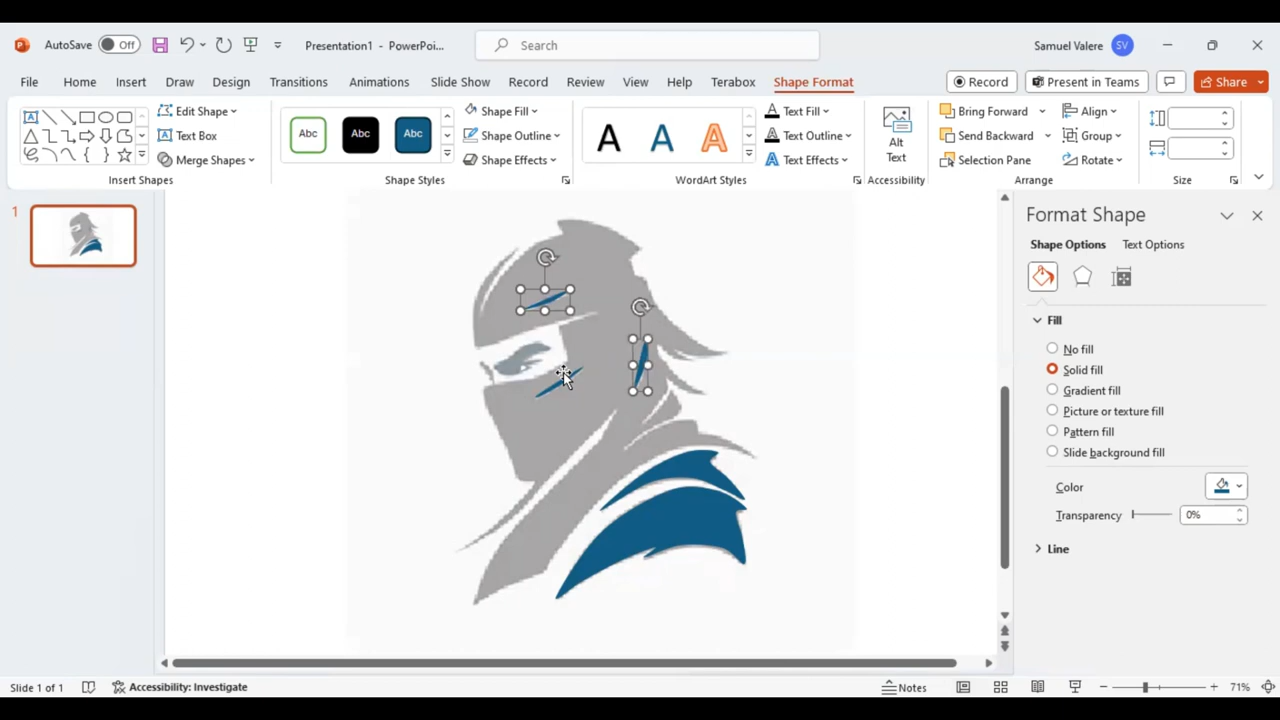 AutoSave Off Presentation1 - PowerPoi... Search Samuel Valere SV
File Home Insert Draw Design Transitions Animations Slide Show Record Review View Help Terabox Shape Format Record Present in Teams Share
Edit Shape Abc Abc Abc Shape Fill A A A Text Fill Alt Text Bring Forward Align
Text Box Shape Outline Text Outline Send Backward Group
Merge Shapes Shape Effects Text Effects Selection Pane Rotate
Insert Shapes Shape Styles WordArt Styles Accessibility Arrange Size
1
Format Shape
Shape Options Text Options
Fill
No fill
Solid fill
Gradient fill
Picture or texture fill
Pattern fill
Slide background fill
Color
Transparency 0%
Line
Slide 1 of 1 Accessibility: Investigate Notes 71%